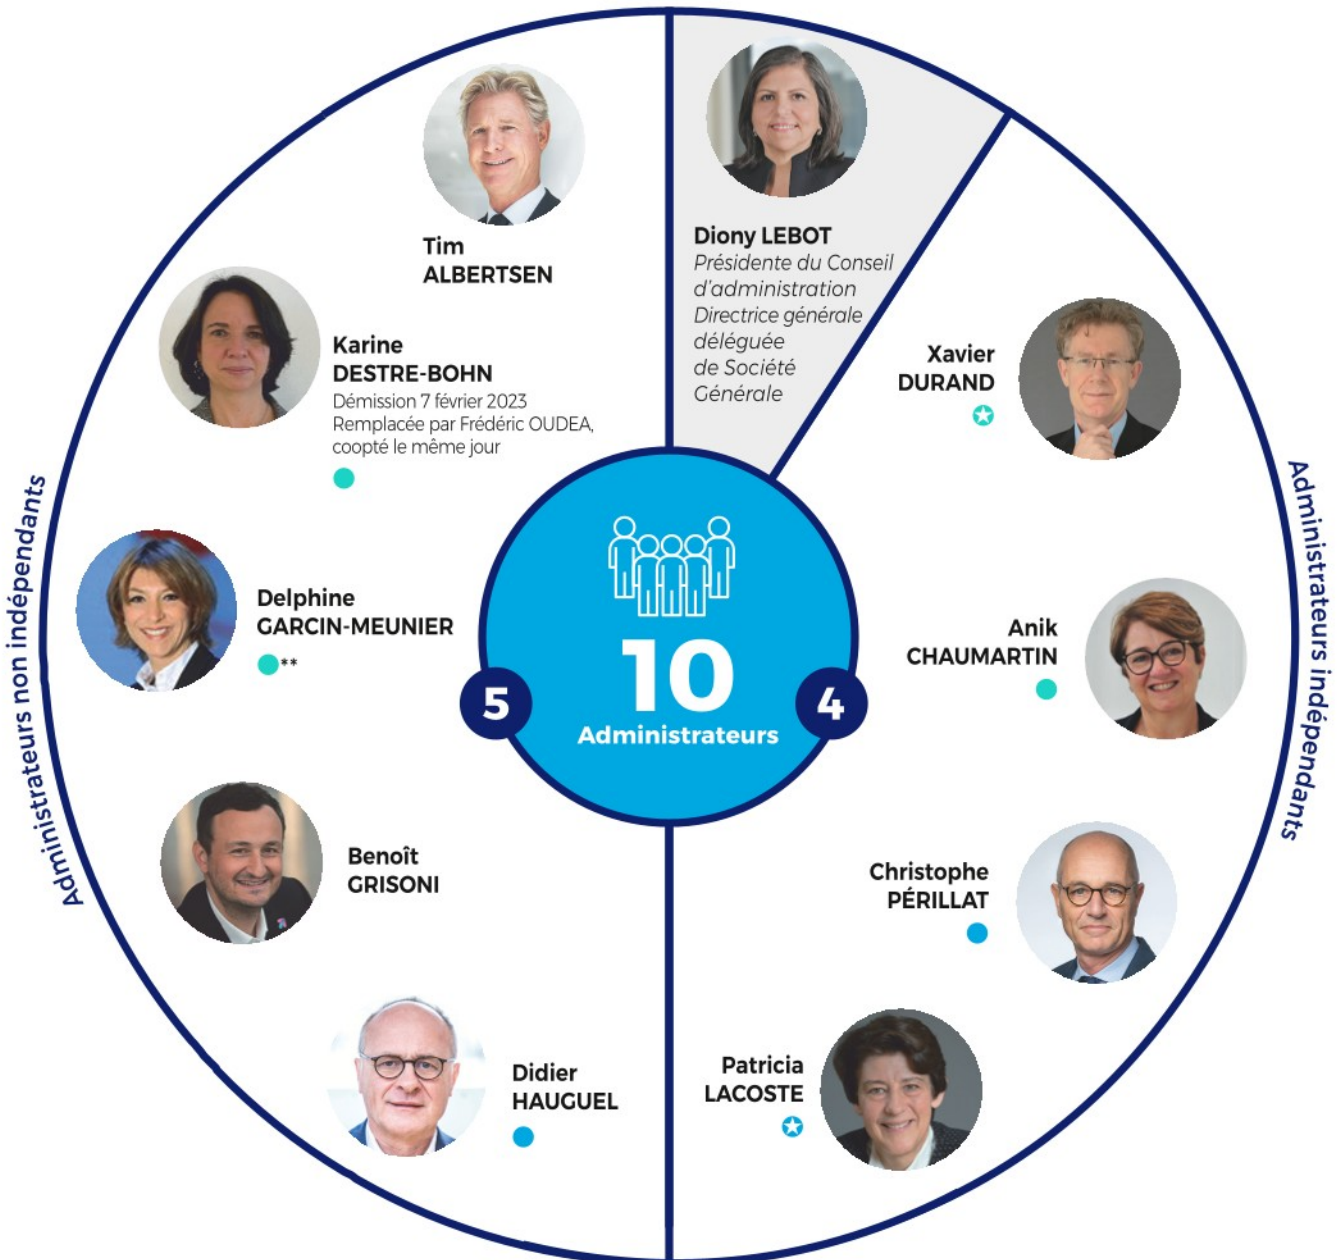 Tim
ALBERTSEN
Karine
DESTRE-BOHN
Démission 7 février 2023
Remplacée par Frédéric OUDEA,
coopté le même jour
Delphine
GARCIN-MEUNIER
**
Benoît
GRISONI
Didier
HAUGUEL
Administrateurs non indépendants
5
10
Administrateurs
4
Diony LEBOT
Présidente du Conseil
d'administration
Directrice générale
déléguée
de Société
Générale
Xavier
DURAND
Anik
CHAUMARTIN
Christophe
PÉRILLAT
Patricia
LACOSTE
Administrateurs indépendants